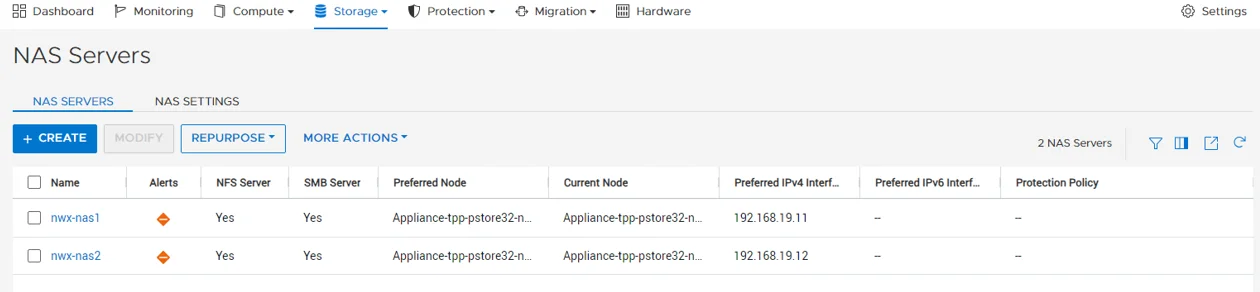 Dashboard Monitoring Compute Storage Protection Migration Hardware Settings
NAS Servers
NAS SERVERS NAS SETTINGS
+ CREATE MODIFY REPURPOSE MORE ACTIONS 2 NAS Servers
Name Alerts NFS Server SMB Server Preferred Node Current Node Preferred IPv4 Interf... Preferred IPv6 Interf... Protection Policy
nwx-nas1 Yes Yes Appliance-tpp-pstore32-n... Appliance-tpp-pstore32-n... 192.168.19.11 -- --
nwx-nas2 Yes Yes Appliance-tpp-pstore32-n... Appliance-tpp-pstore32-n... 192.168.19.12 -- --